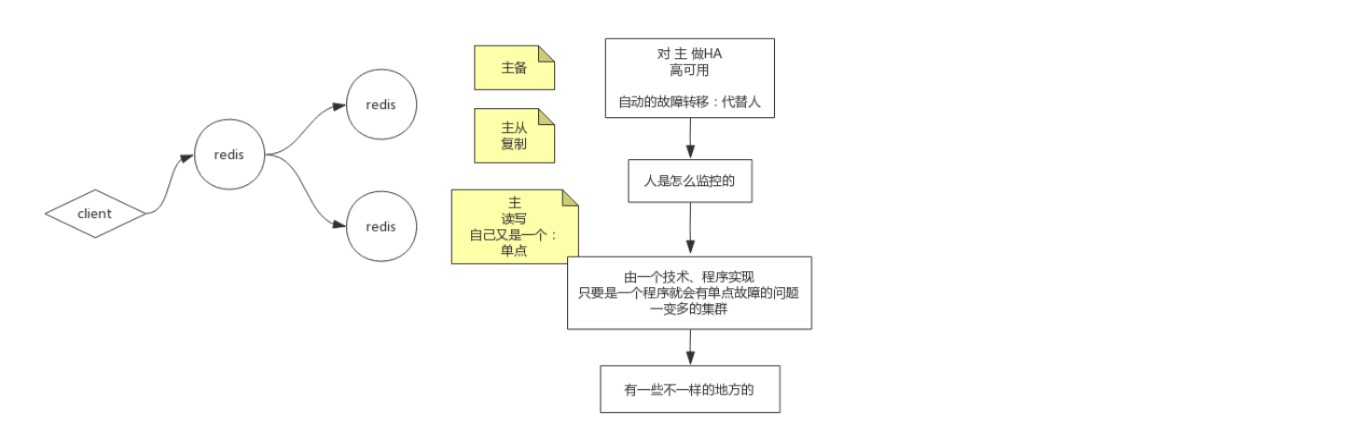 client
redis
redis
redis
主备
主从
复制
主
读写
自己又是一个：
单点
对 主 做HA
高可用
自动的故障转移：代替人
人是怎么监控的
由一个技术、程序实现
只要是一个程序就会有单点故障的问题
一变多的集群
有一些不一样的地方的